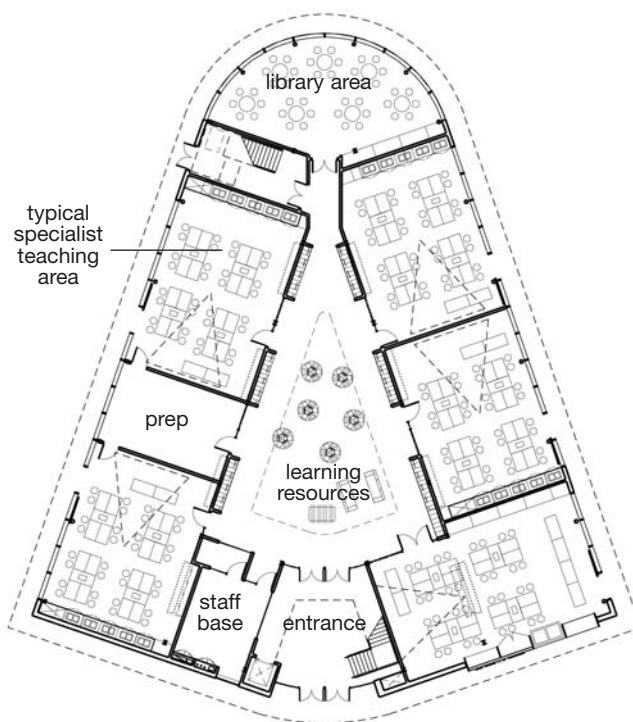 library area
typical
specialist
teaching
area
prep
learning
resources
staff
base
entrance